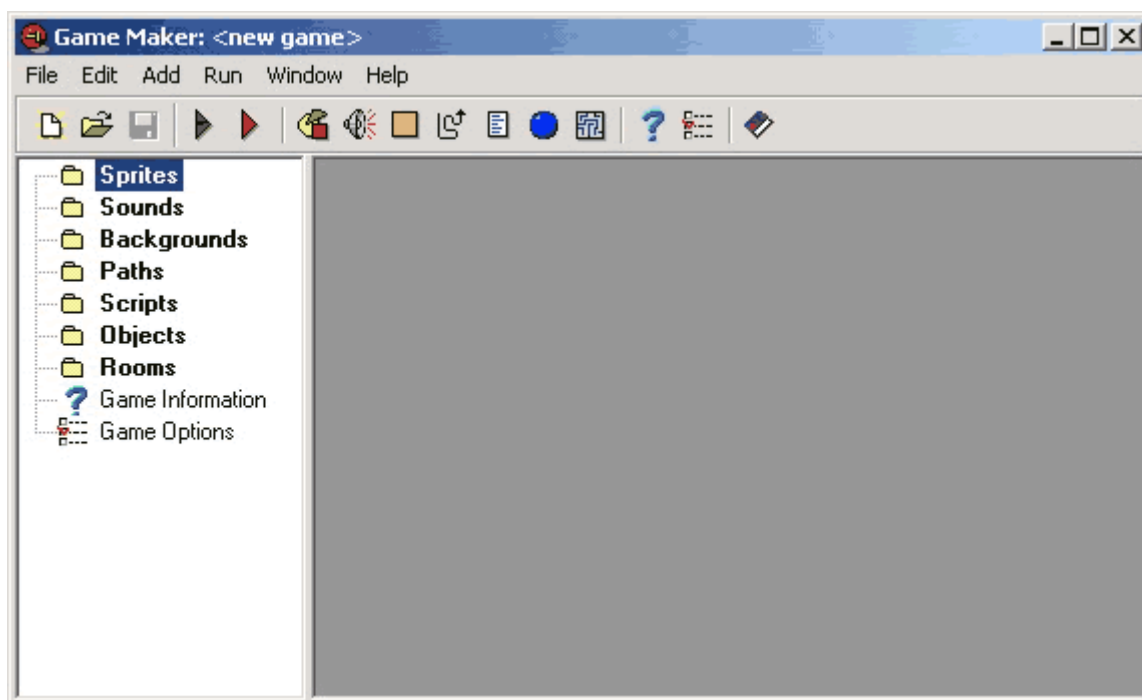 Game Maker: <new game>
File Edit Add Run Window Help
Sprites
Sounds
Backgrounds
Paths
Scripts
Objects
Rooms
Game Information
Game Options